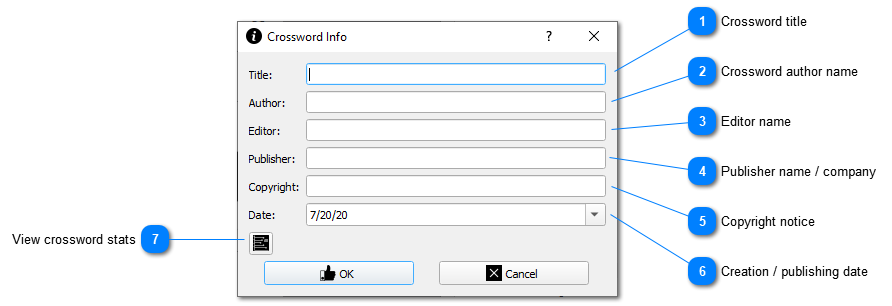 Crossword Info ?
Title:
Author:
Editor:
Publisher:
Copyright:
Date: 7/20/20
OK Cancel
1 Crossword title
2 Crossword author name
3 Editor name
4 Publisher name / company
5 Copyright notice
6 Creation / publishing date
View crossword stats 7